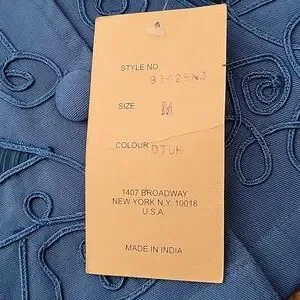 STYLE NO
SIZE M
COLOUR
1407 BROADWAY
NEW YORK N.Y. 10018
U.S.A
MADE IN INDIA